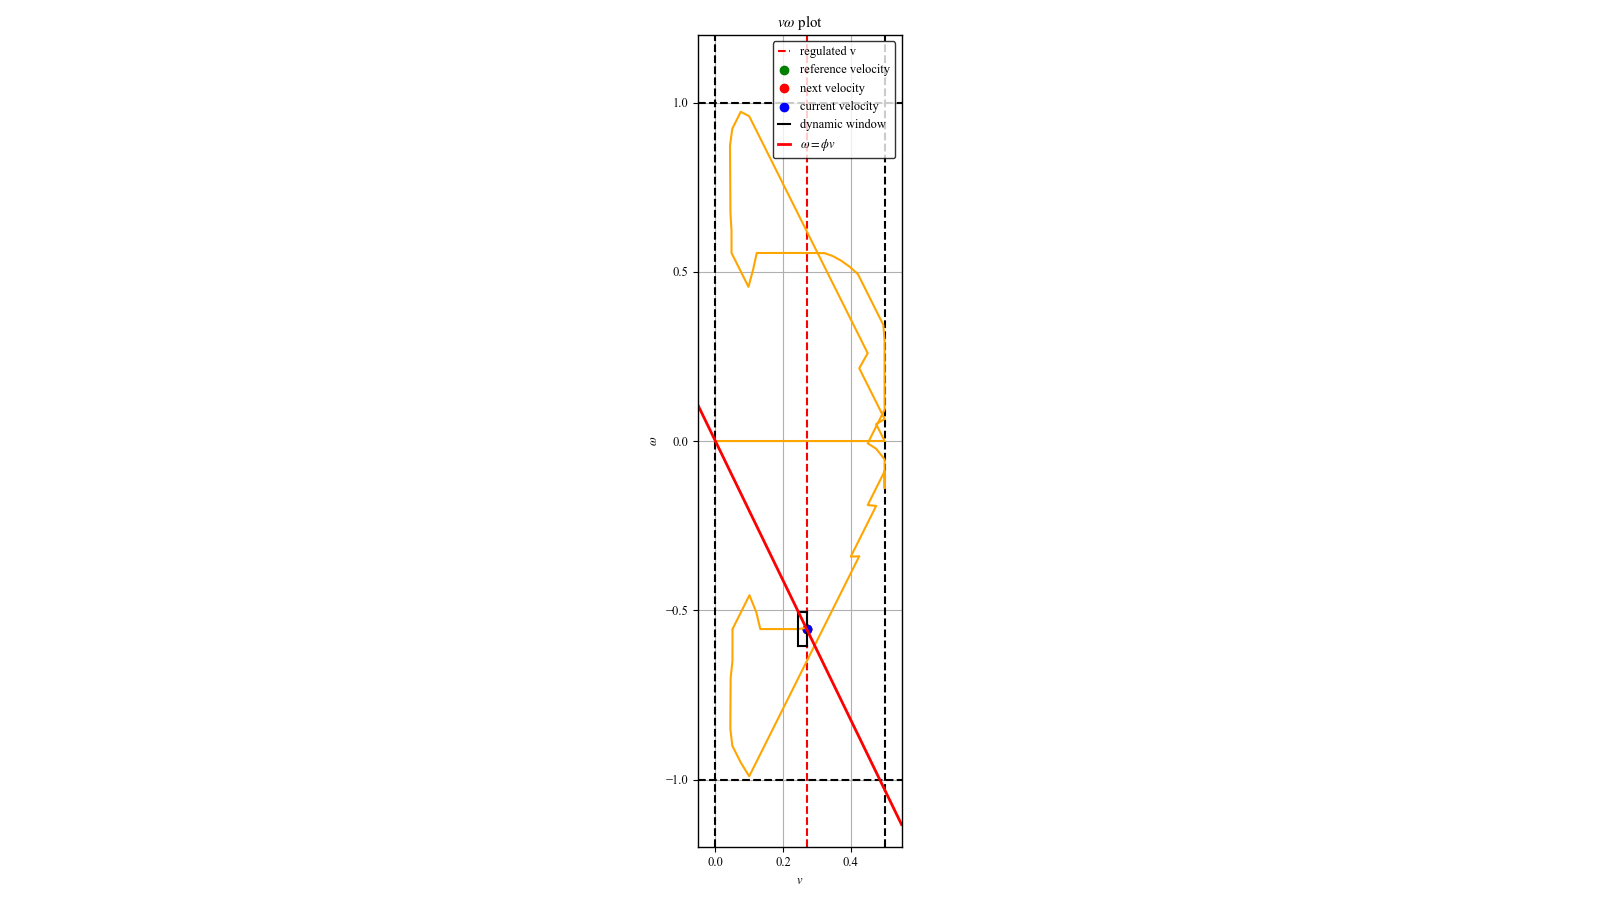 vω plot
regulated v
reference velocity
next velocity
current velocity
dynamic window
ω = ϕv
1.0
0.5
0.0
−0.5
−1.0
ω
0.0 0.2 0.4
v